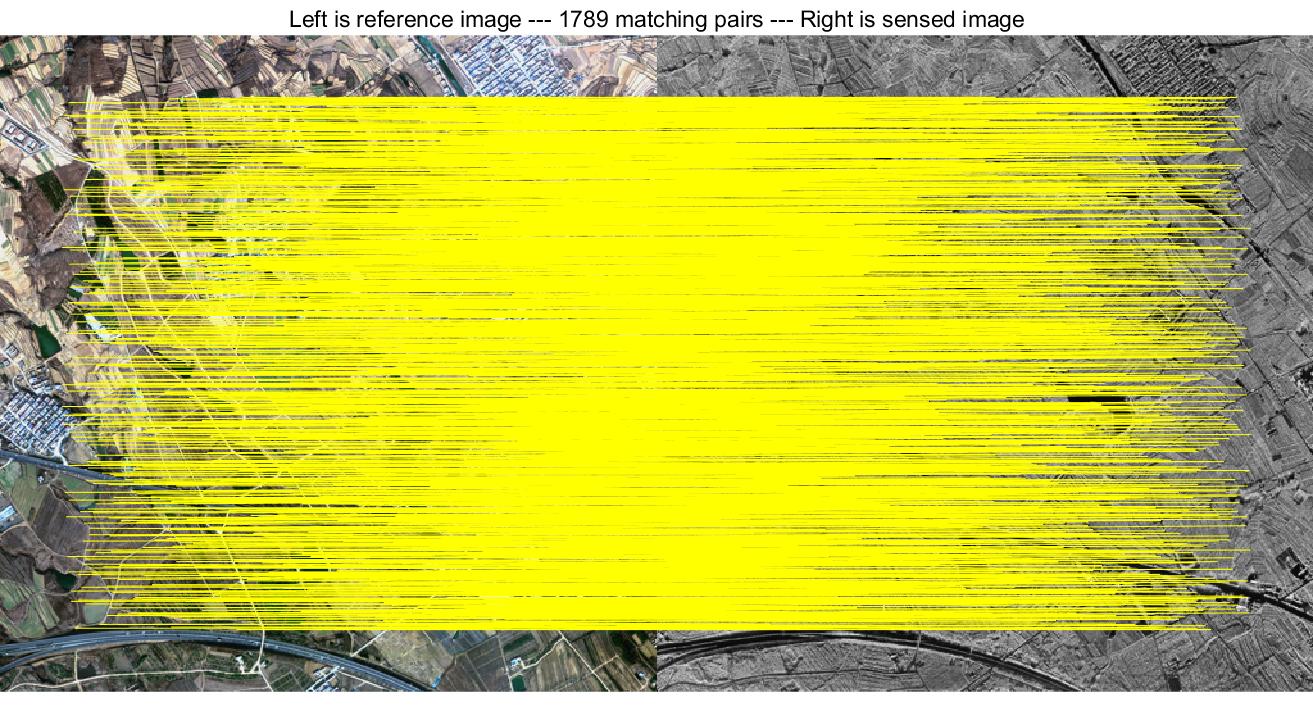 Left is reference image --- 1789 matching pairs --- Right is sensed image